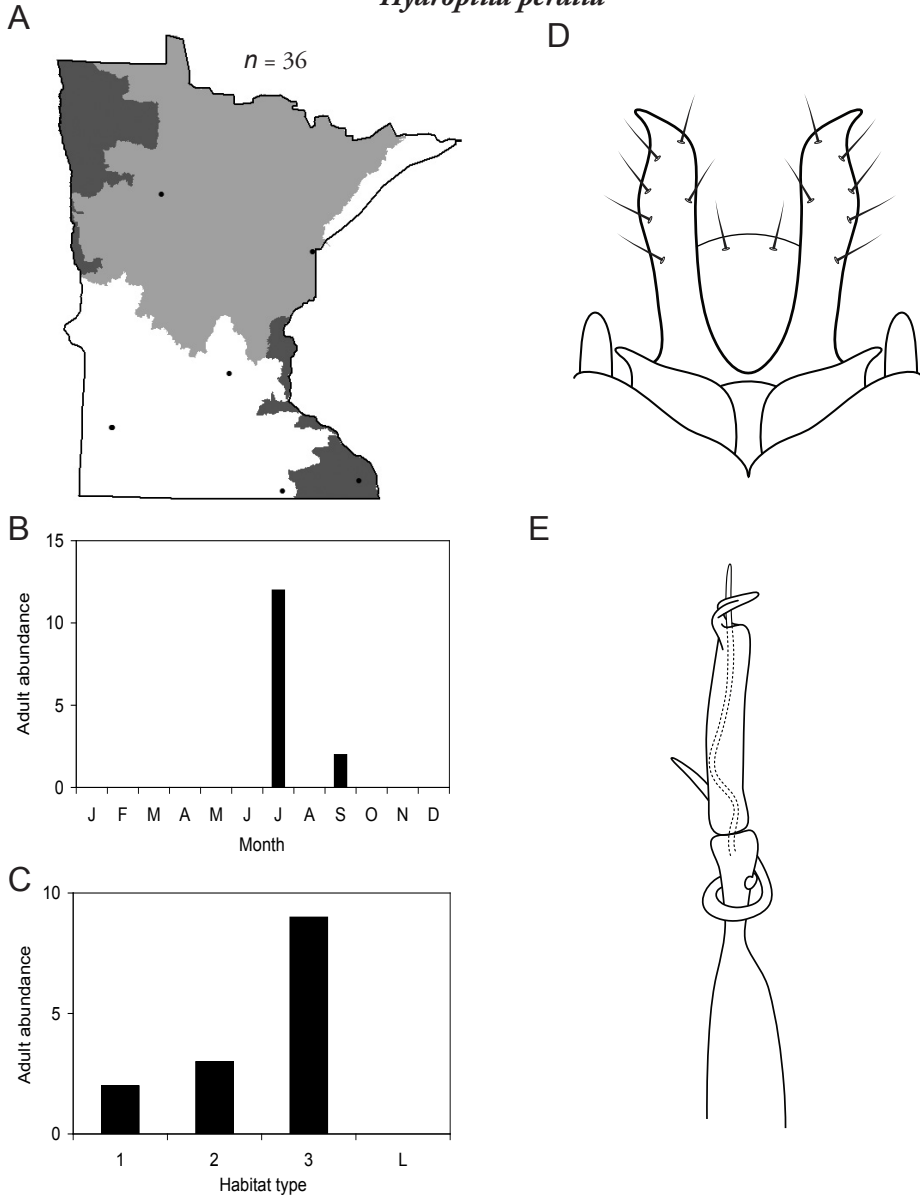 Hydroptila perdita
A
n = 36
D
B
15
10
5
0
Adult abundance
J F M A M J J A S O N D
Month
E
C
10
5
0
Adult abundance
1 2 3 L
Habitat type